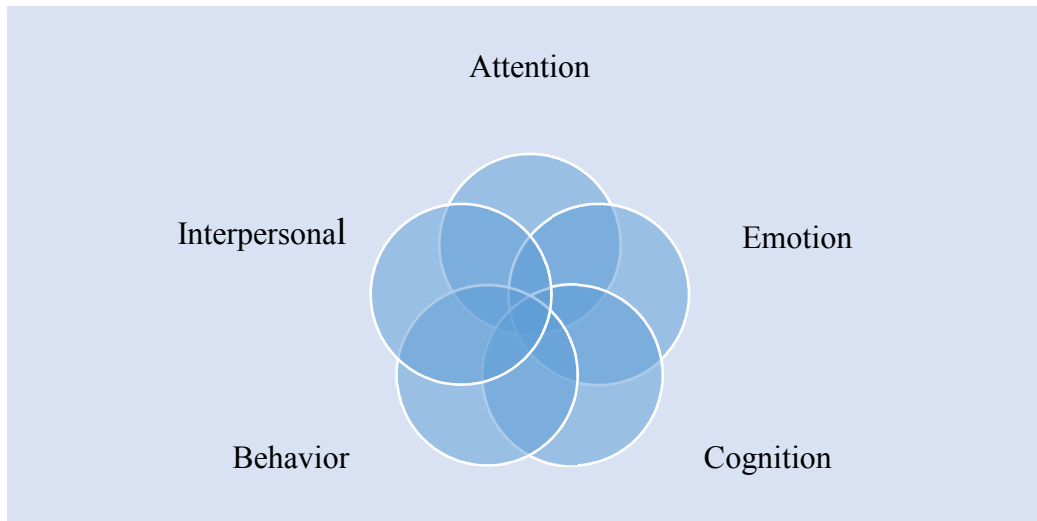 Attention
Interpersonal
Emotion
Behavior
Cognition